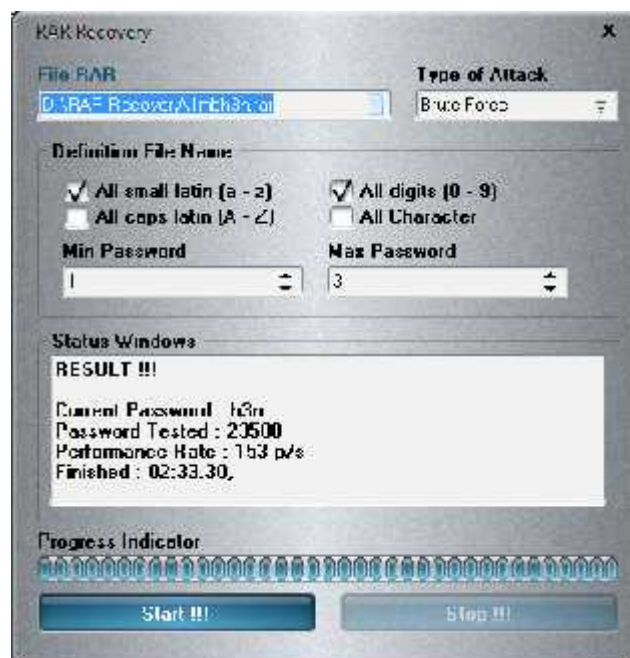 RAR Recovery
x
File RAR
Type of Attack
Brute Force
Definition File Name
All small latin (a - z)
All digits (0 - 9)
All caps latin (A - Z)
All Character
Min Password
Max Password
1
3
Status Windows
RESULT !!!
Current Password :
Password Tested : 23500
Performance Rate : 153 p/s
Finished : 02:33.30,
Progress Indicator
Start !!!
Stop !!!